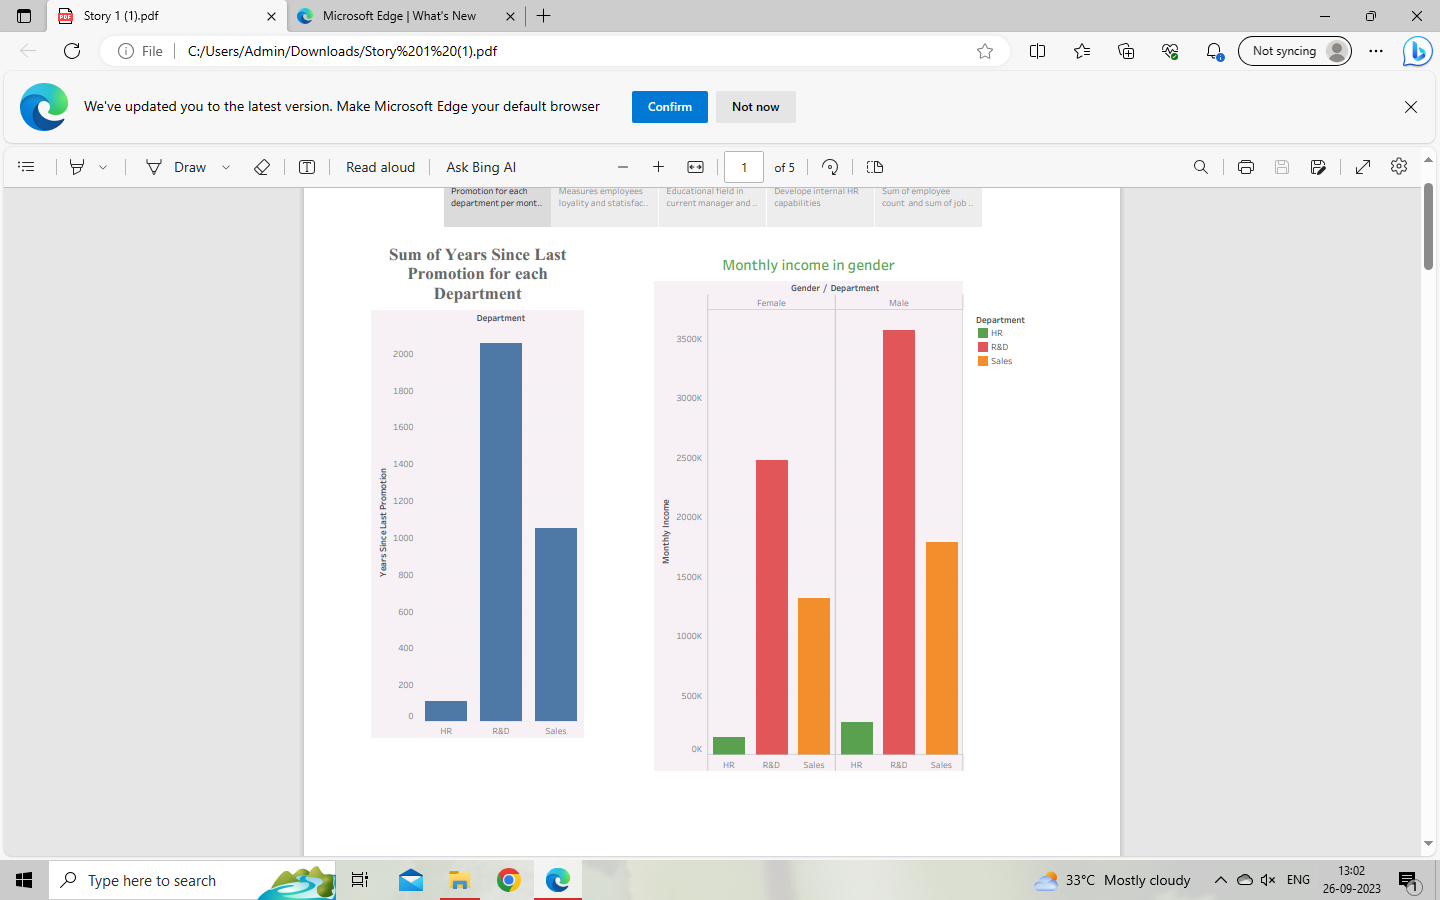 Story 1 (1).pdf
Microsoft Edge | What's New
File
C:/Users/Admin/Downloads/Story%201%20(1).pdf
Not syncing
We've updated you to the latest version. Make Microsoft Edge your default browser
Confirm
Not now
Draw
Read aloud
Ask Bing AI
1
of 5
Promotion for each
department per mont..
Measures employees
loyality and statisfac..
Educational field in
current manager and ..
Develope internal HR
capabilities
Sum of employee
count and sum of job ..
Sum of Years Since Last
Promotion for each
Department
Department
Years Since Last Promotion
2000
1800
1600
1400
1200
1000
800
600
400
200
0
HR
R&D
Sales
Monthly income in gender
Gender / Department
Female
Male
Monthly Income
3500K
3000K
2500K
2000K
1500K
1000K
500K
0K
HR
R&D
Sales
HR
R&D
Sales
Department
HR
R&D
Sales
Type here to search
33°C Mostly cloudy
ENG
13:02
26-09-2023
1